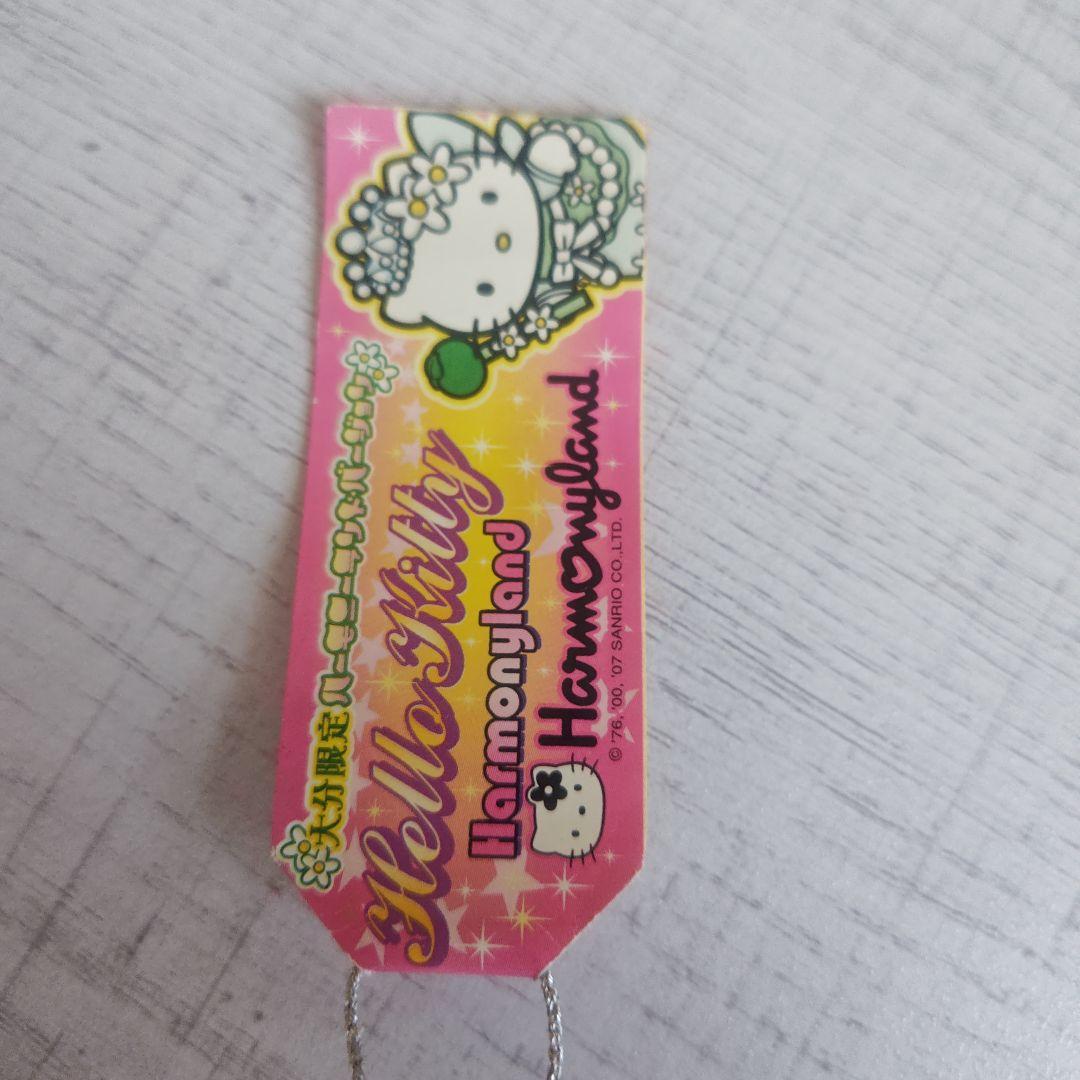 大分限定 ハーモニーランドバージョン
Hello Kitty
Harmonyland
Harmonyland
© '76, '00, '07 SANRIO CO.,LTD.